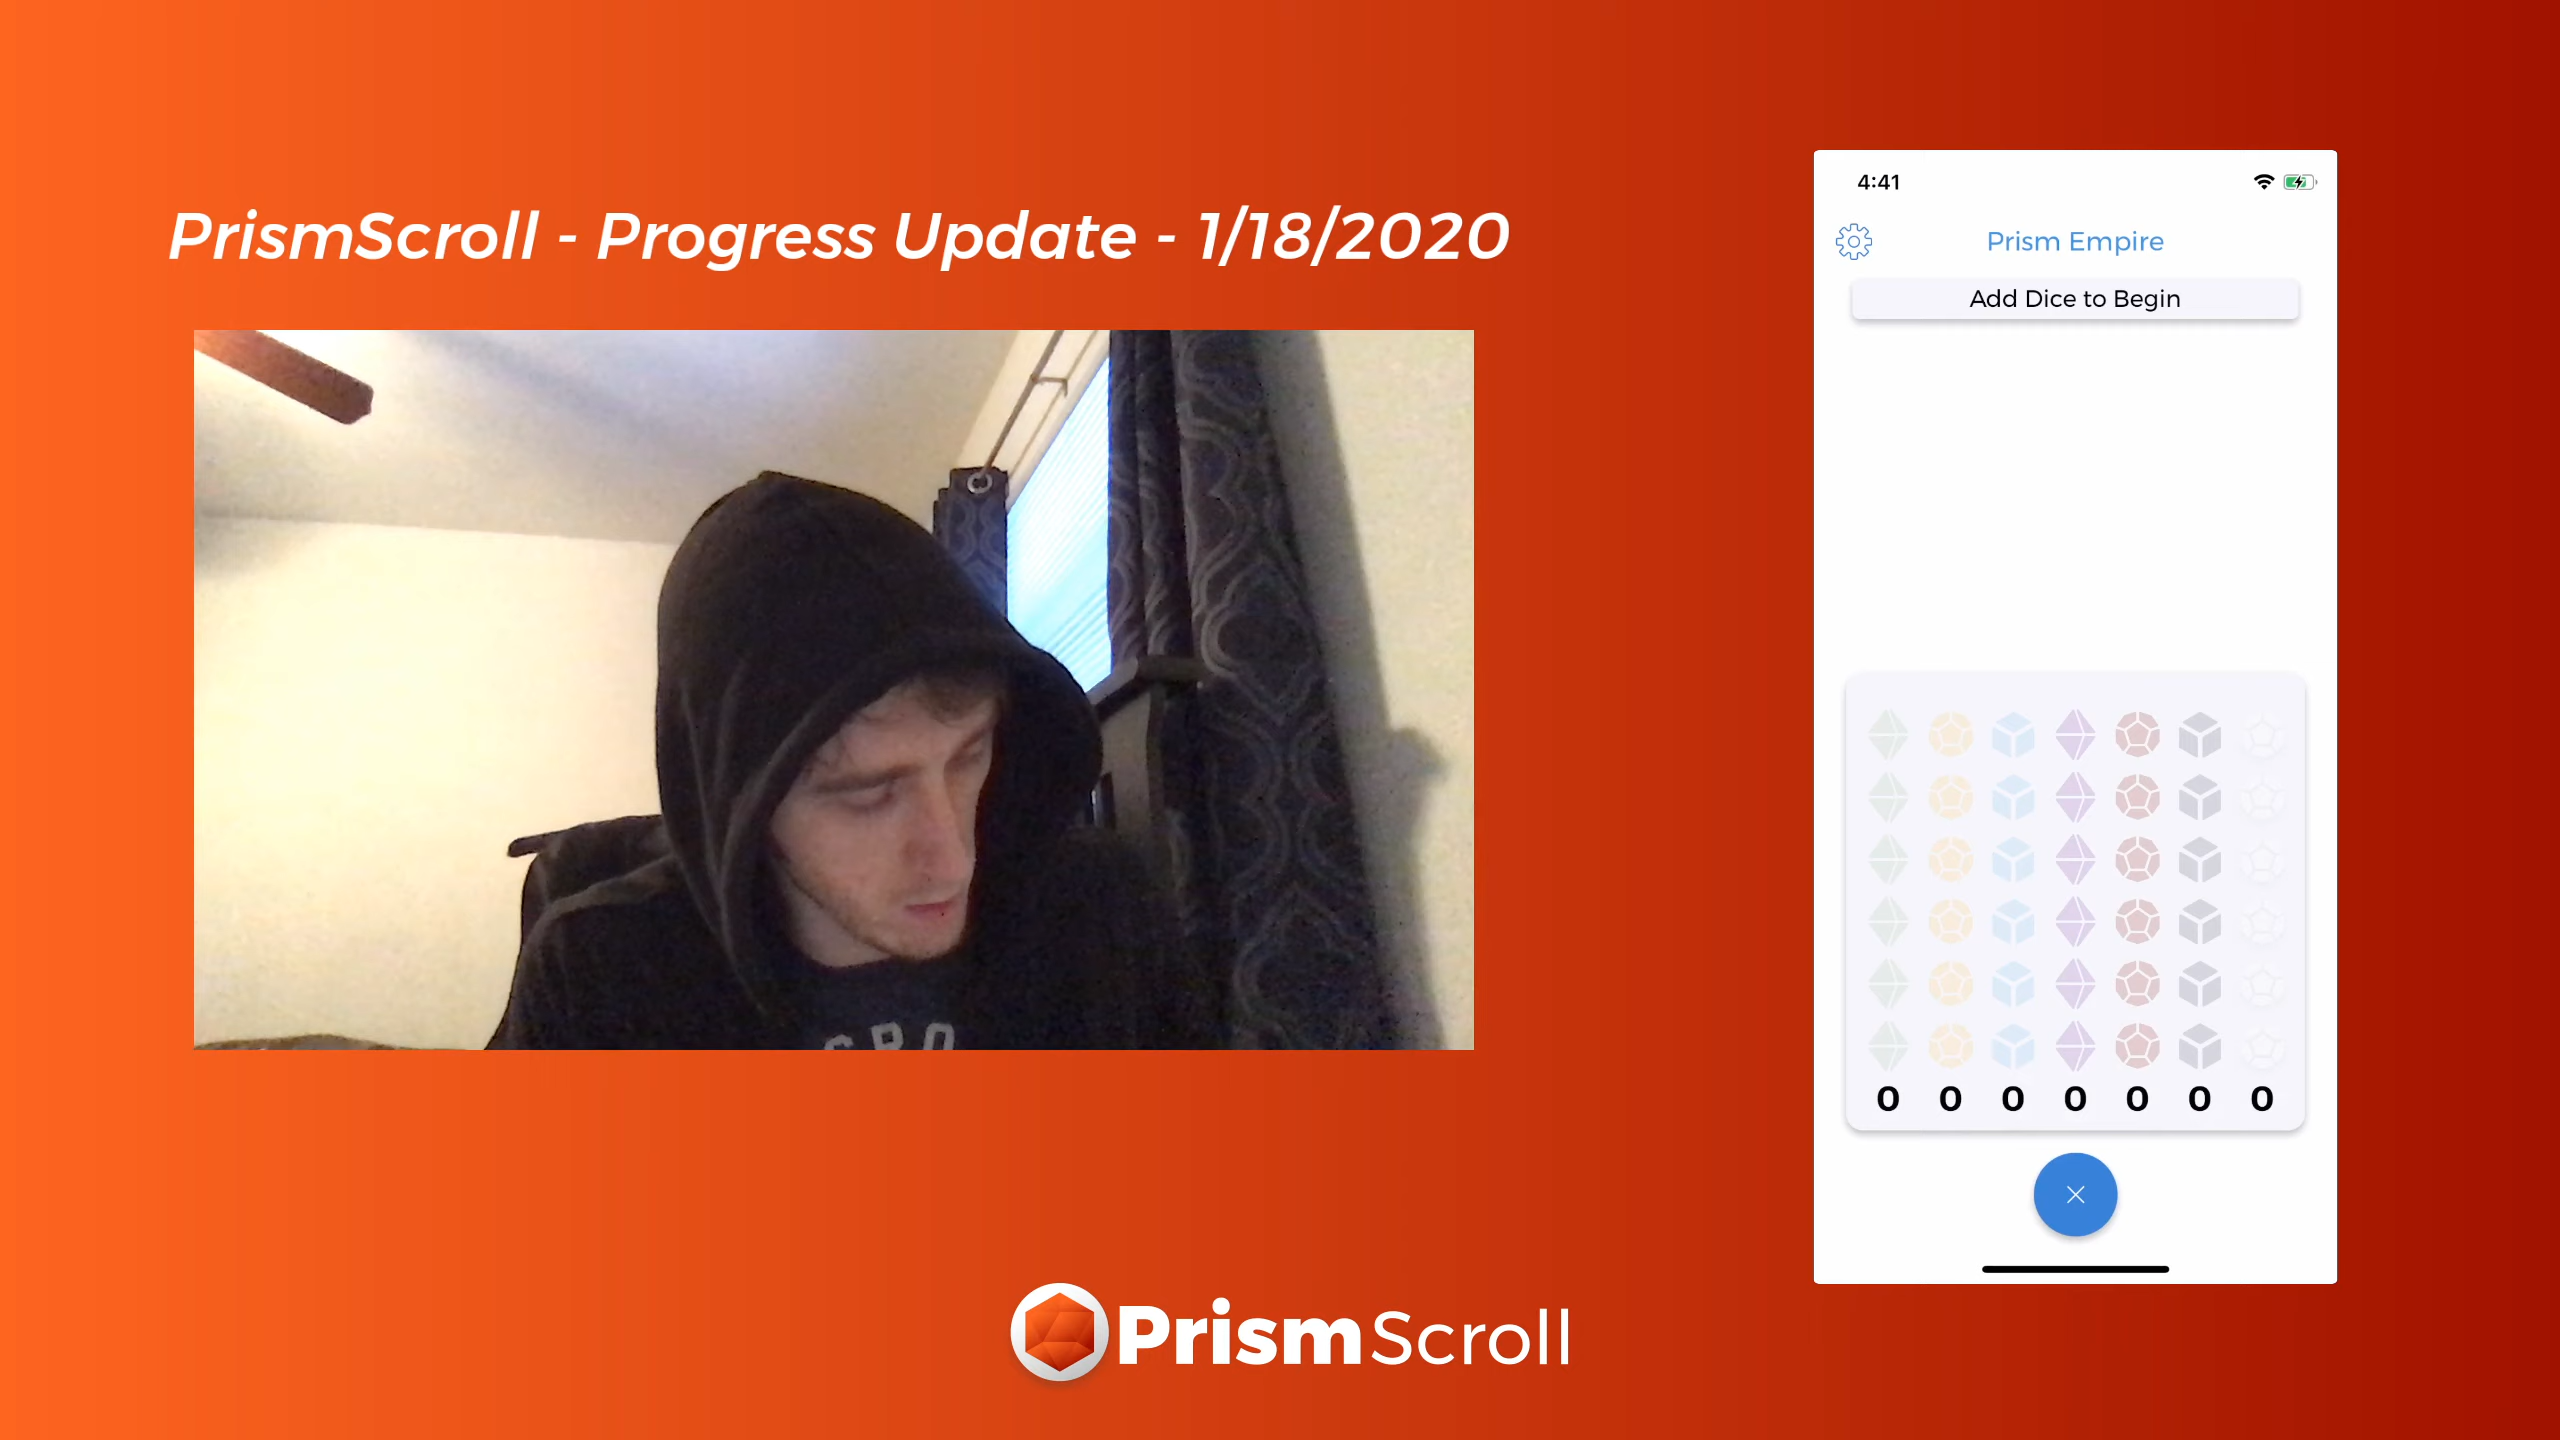 PrismScroll - Progress Update - 1/18/2020
4:41
Prism Empire
Add Dice to Begin
0 0 0 0 0 0 0
PrismScroll